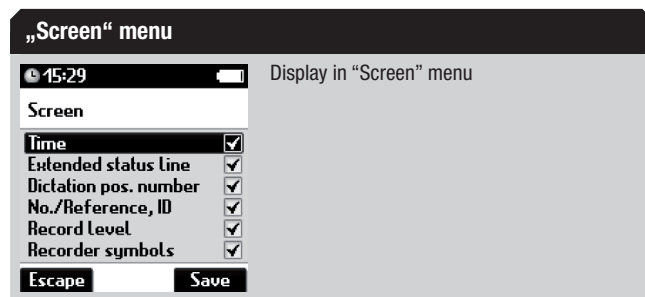 „Screen“ menu
15:29
Display in “Screen” menu
Screen
Time
Extended status line
Dictation pos. number
No./Reference, ID
Record level
Recorder symbols
Escape Save